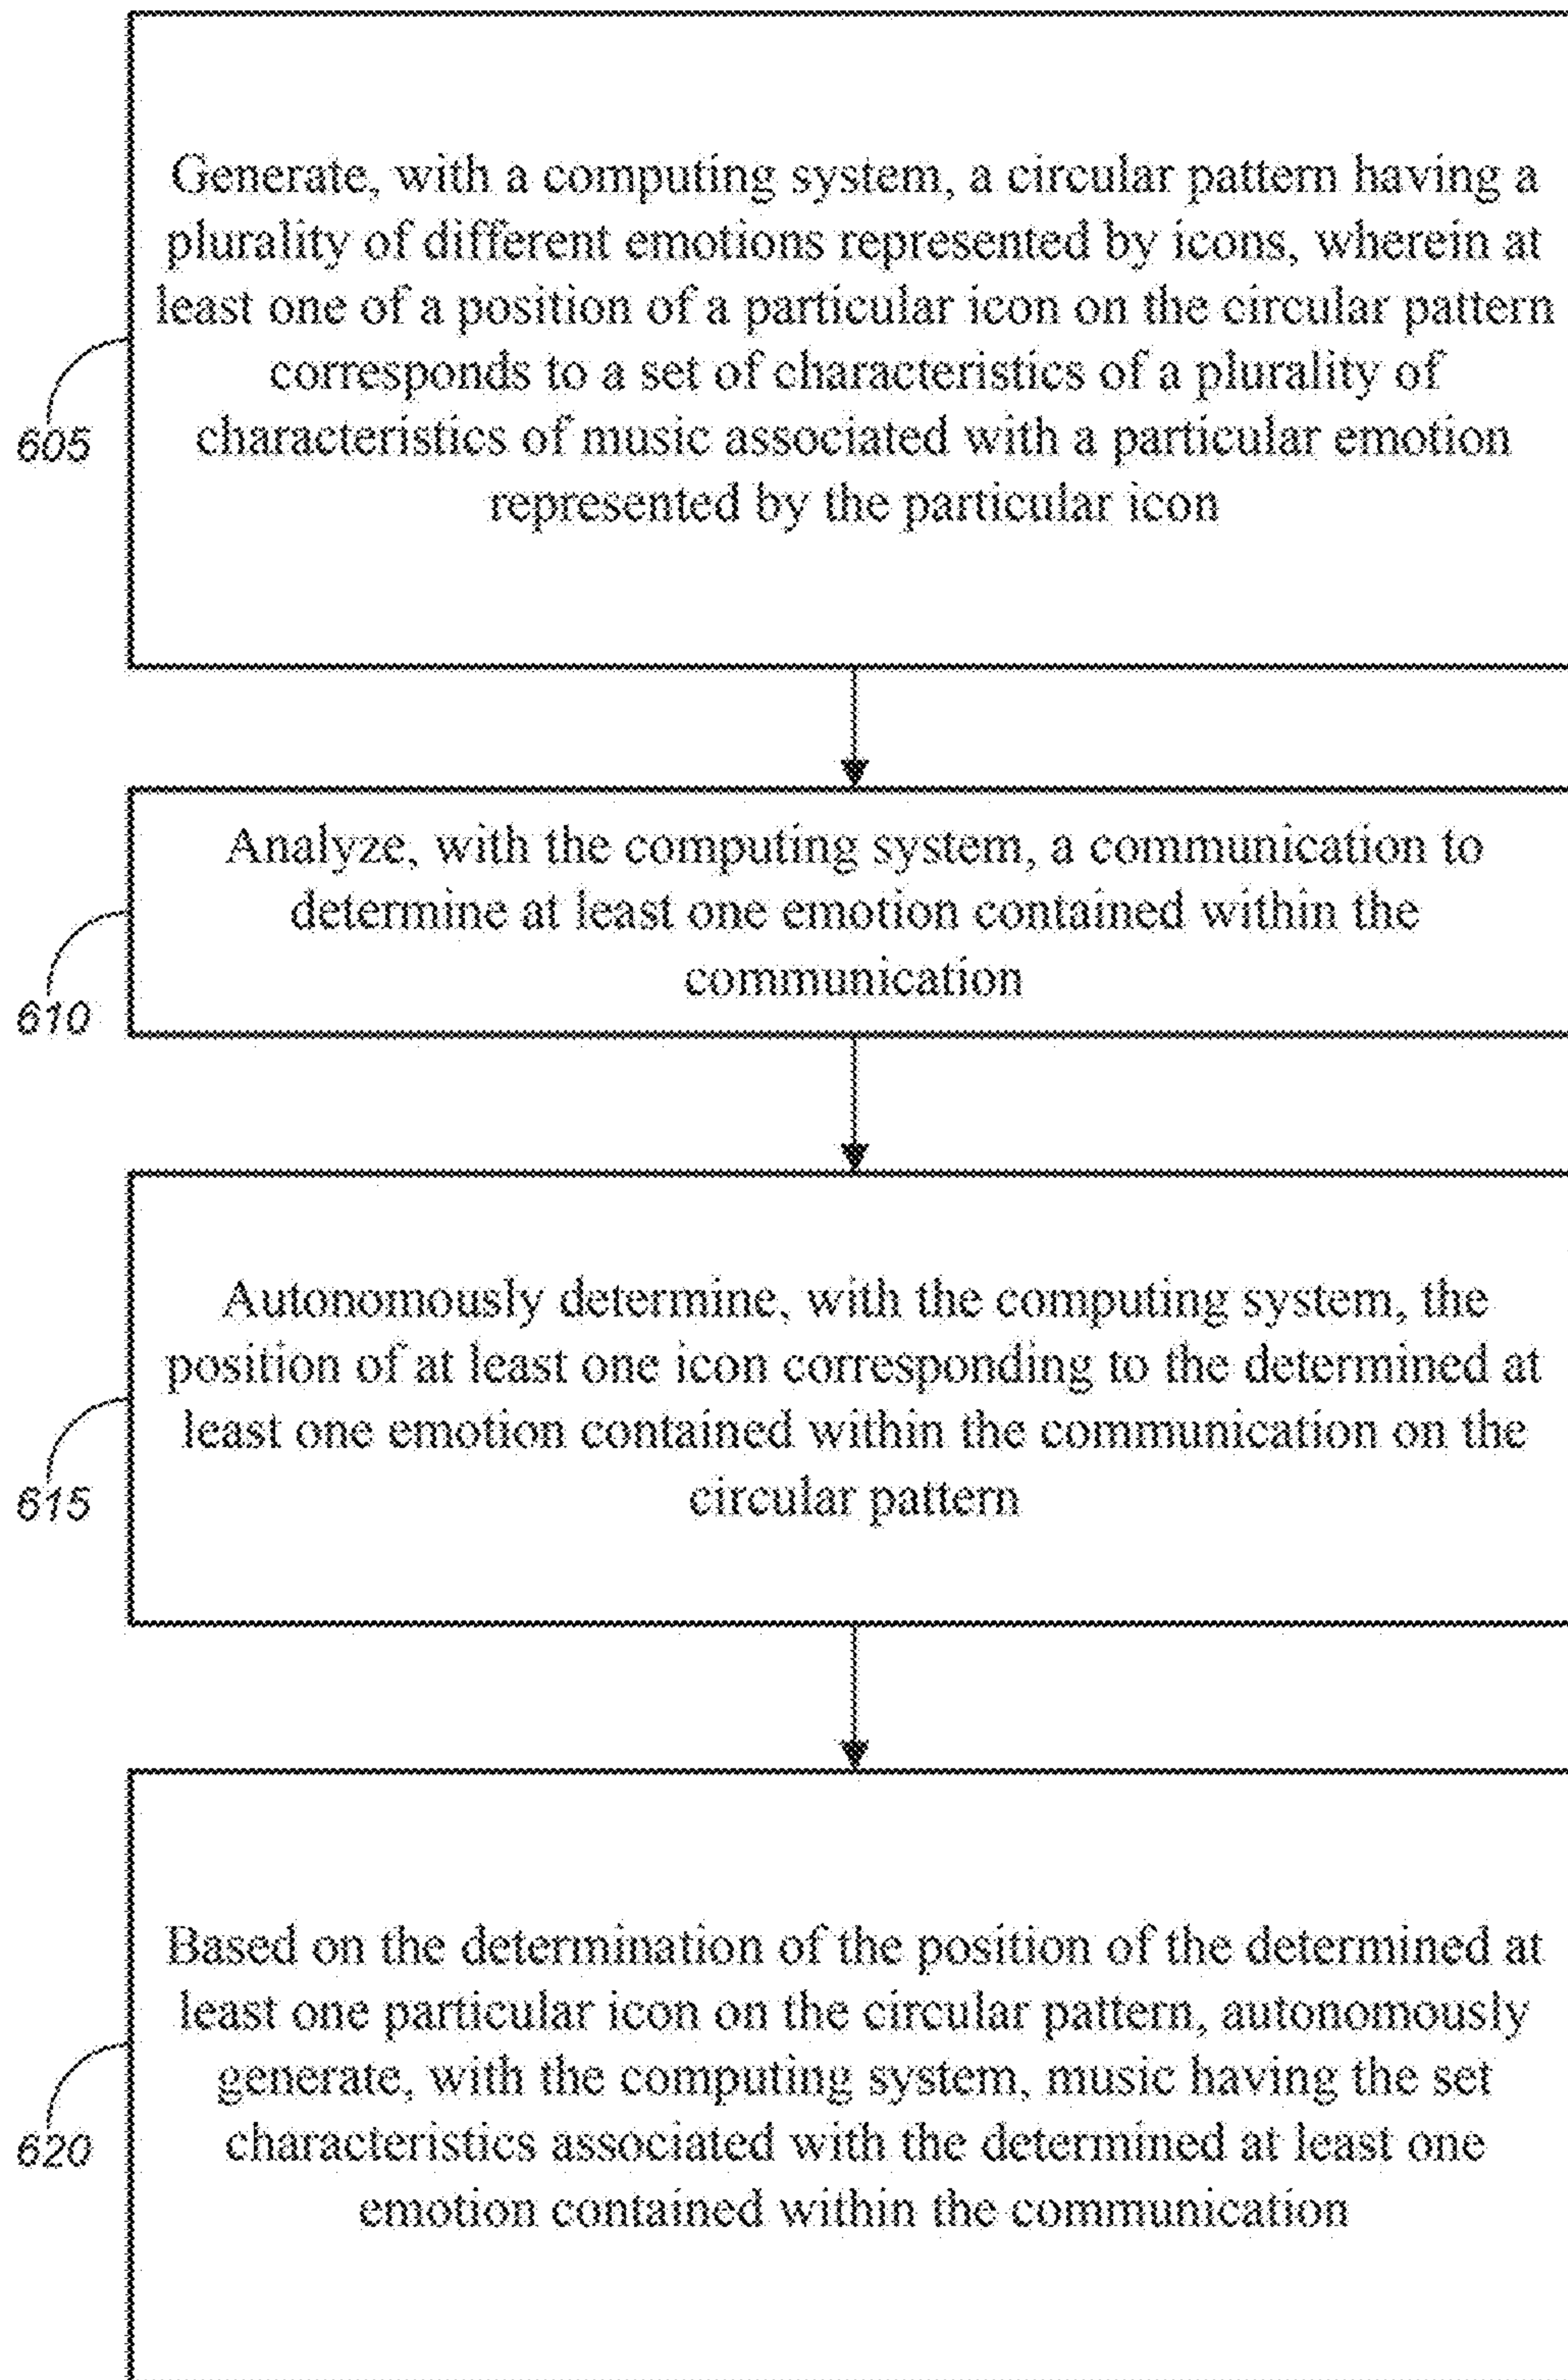 Generate, with a computing system, a circular pattern having a
plurality of different emotions represented by icons, wherein at
least one of a position of a particular icon on the circular pattern
corresponds to a set of characteristics of a plurality of
characteristics of music associated with a particular emotion
represented by the particular icon
605
Analyze, with the computing system, a communication to
determine at least one emotion contained within the
communication
610
Autonomously determine, with the computing system, the
position of at least one icon corresponding to the determined at
least one emotion contained within the communication on the
circular pattern
615
Based on the determination of the position of the determined at
least one particular icon on the circular pattern, autonomously
generate, with the computing system, music having the set
characteristics associated with the determined at least one
emotion contained within the communication
620